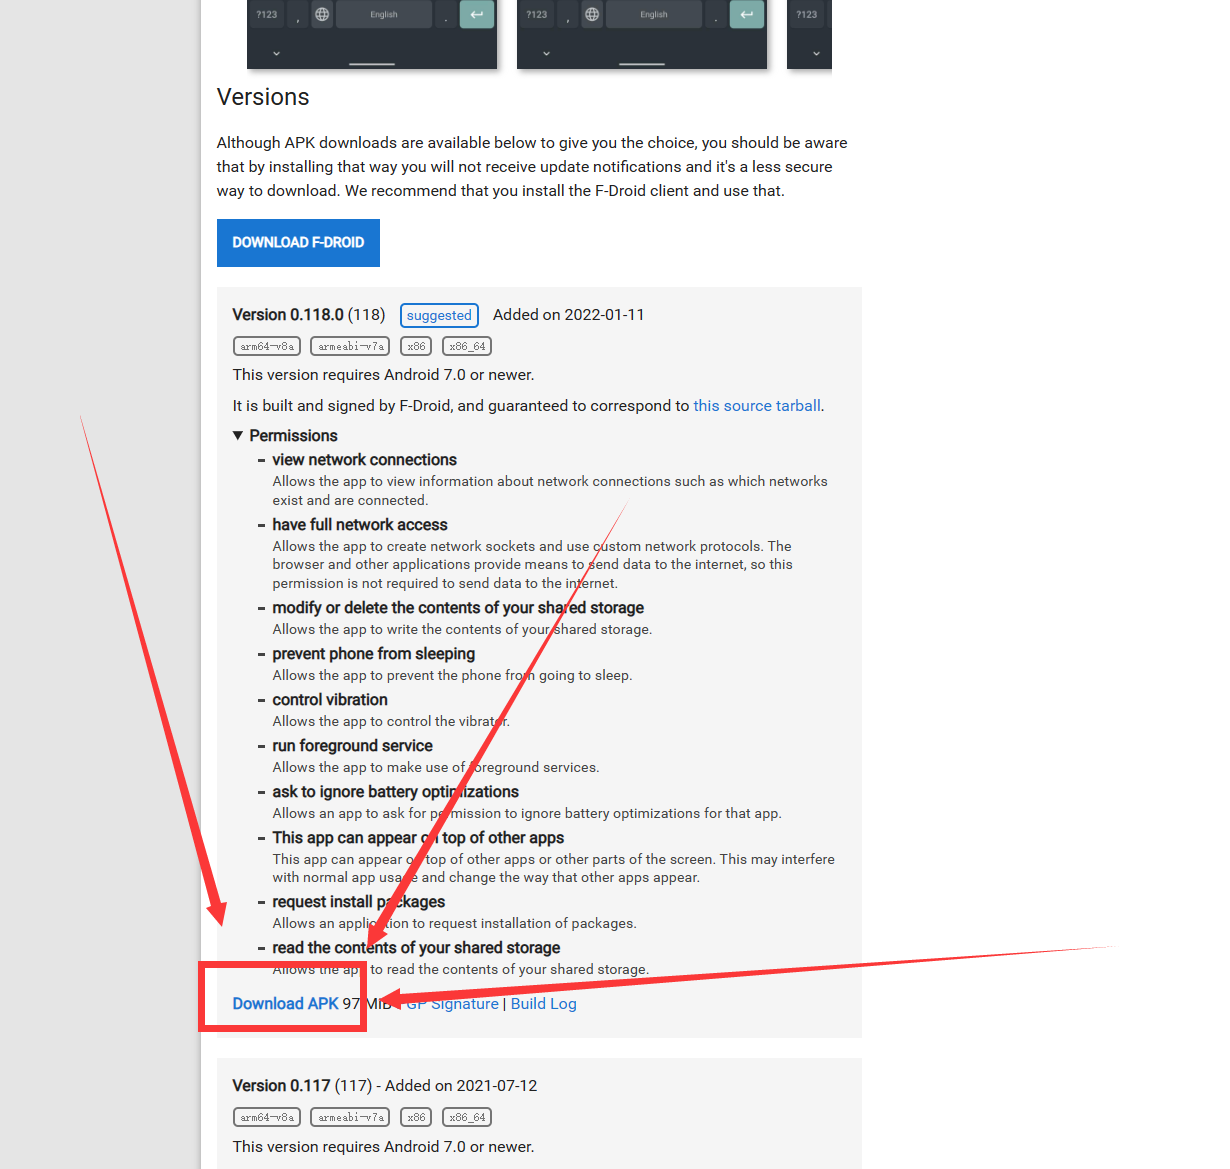 ?123 , English . ?123 , English . ?123
Versions
Although APK downloads are available below to give you the choice, you should be aware
that by installing that way you will not receive update notifications and it's a less secure
way to download. We recommend that you install the F-Droid client and use that.
DOWNLOAD F-DROID
Version 0.118.0 (118) suggested Added on 2022-01-11
arm64-v8a armeabi-v7a x86 x86_64
This version requires Android 7.0 or newer.
It is built and signed by F-Droid, and guaranteed to correspond to this source tarball.
Permissions
view network connections
Allows the app to view information about network connections such as which networks
exist and are connected.
have full network access
Allows the app to create network sockets and use custom network protocols. The
browser and other applications provide means to send data to the internet, so this
permission is not required to send data to the internet.
modify or delete the contents of your shared storage
Allows the app to write the contents of your shared storage.
prevent phone from sleeping
Allows the app to prevent the phone from going to sleep.
control vibration
Allows the app to control the vibrator.
run foreground service
Allows the app to make use of foreground services.
ask to ignore battery optimizations
Allows an app to ask for permission to ignore battery optimizations for that app.
This app can appear on top of other apps
This app can appear on top of other apps or other parts of the screen. This may interfere
with normal app usage and change the way that other apps appear.
request install packages
Allows an application to request installation of packages.
read the contents of your shared storage
Allows the app to read the contents of your shared storage.
Download APK 97 MiB GP Signature | Build Log
Version 0.117 (117) - Added on 2021-07-12
arm64-v8a armeabi-v7a x86 x86_64
This version requires Android 7.0 or newer.